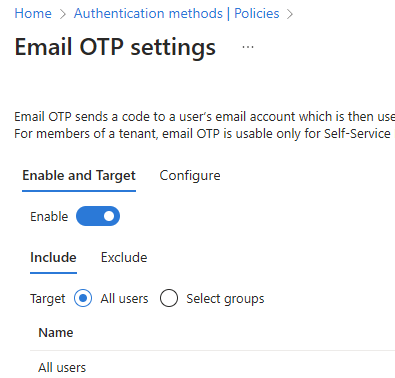 Home > Authentication methods | Policies >
Email OTP settings ...
Email OTP sends a code to a user's email account which is then use
For members of a tenant, email OTP is usable only for Self-Service
Enable and Target Configure
Enable
Include Exclude
Target All users Select groups
Name
All users